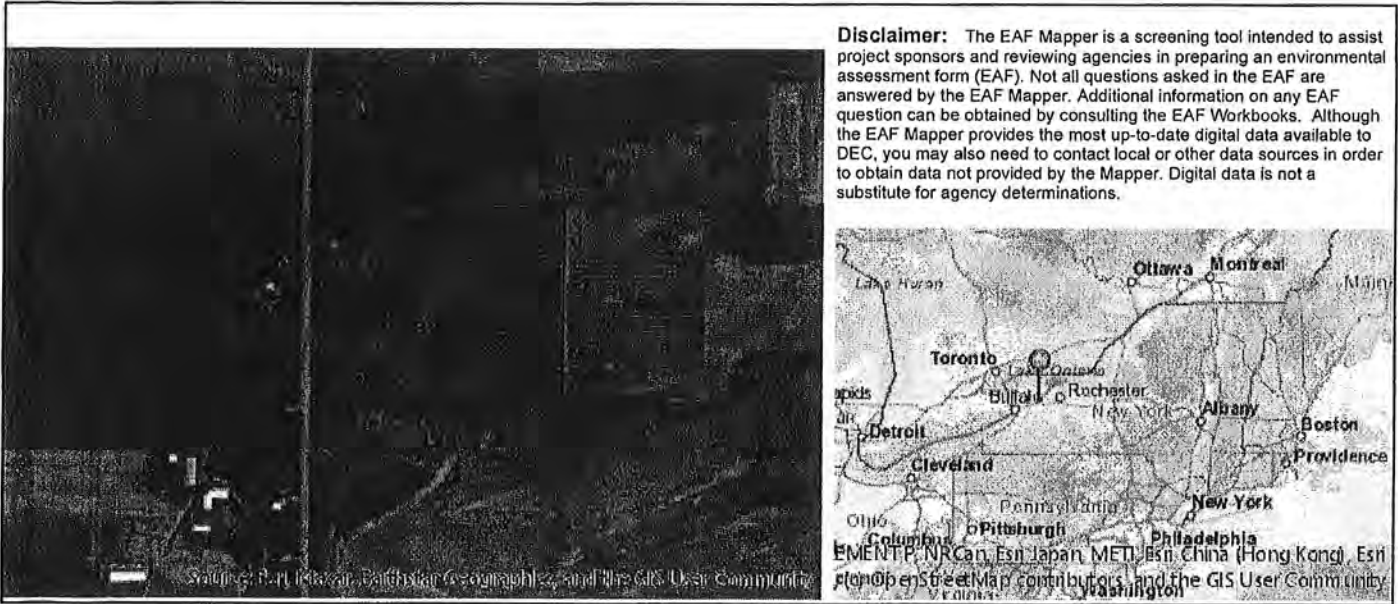 Disclaimer: The EAF Mapper is a screening tool intended to assist
project sponsors and reviewing agencies in preparing an environmental
assessment form (EAF). Not all questions asked in the EAF are
answered by the EAF Mapper. Additional information on any EAF
question can be obtained by consulting the EAF Workbooks. Although
the EAF Mapper provides the most up-to-date digital data available to
DEC, you may also need to contact local or other data sources in order
to obtain data not provided by the Mapper. Digital data is not a
substitute for agency determinations.
Ottawa Montreal
Lake Huron Main
Toronto
Lake Ontario
apids Buffalo Rochester
New York Albany
Detroit Boston
Cleveland Providence
Pennsylvania New York
Ohio Pittsburgh
Columbus Philadelphia
EMENT P, NRCan, Esri Japan, METI, Esri China (Hong Kong), Esri
OpenStreetMap contributors, and the GIS User Community
Washington
Earthstar Geographics, and the GIS User Community